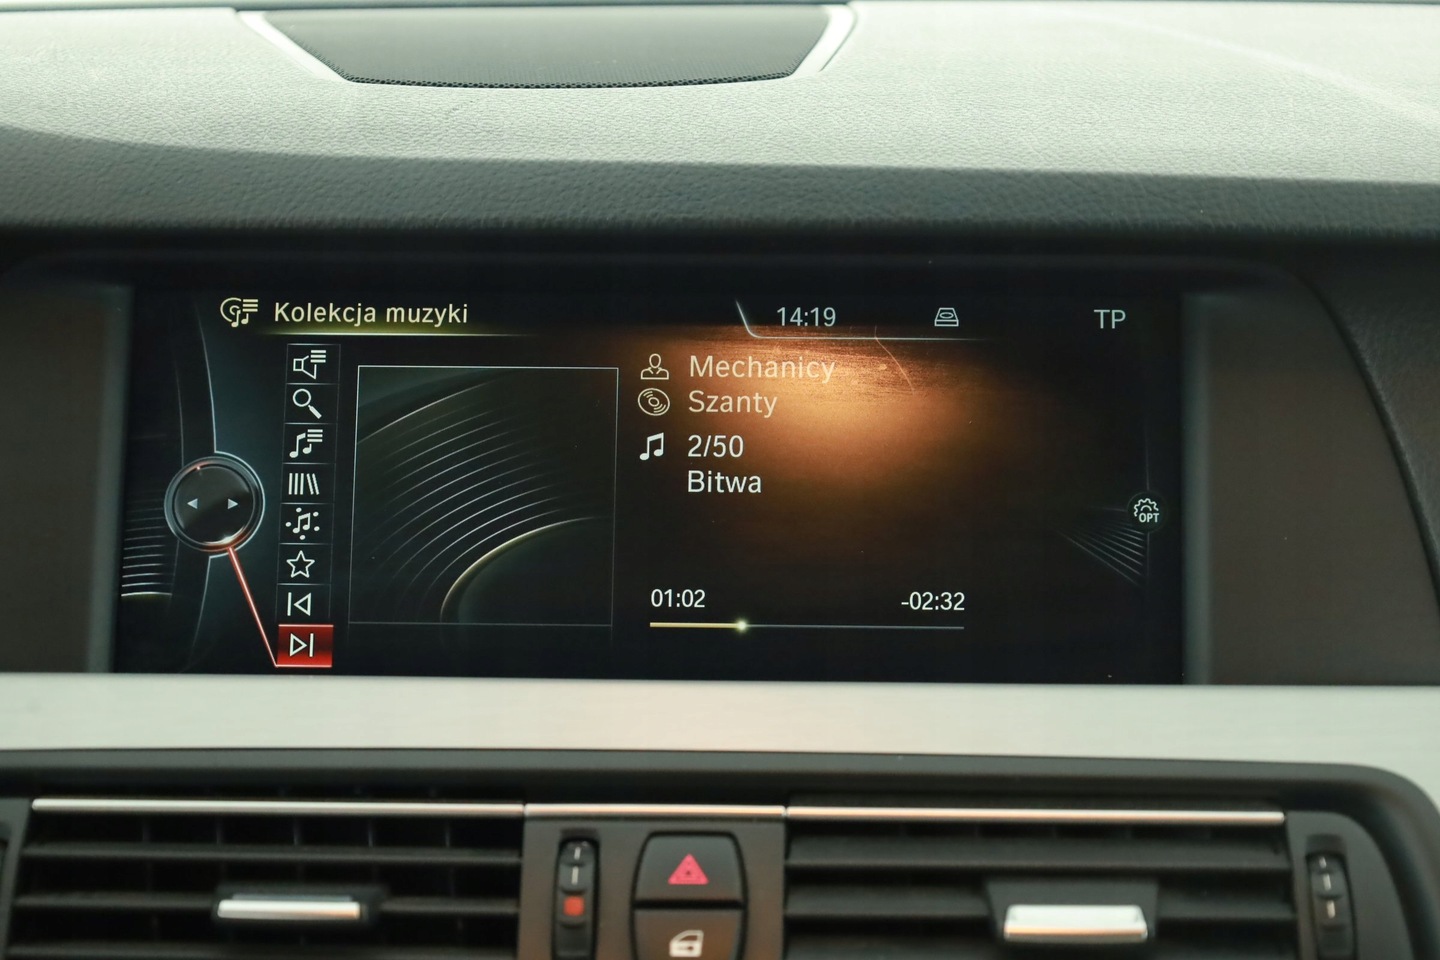 Kolekcja muzyki
14:19
TP
Mechanicy
Szanty
2/50
Bitwa
OPT
01:02
-02:32